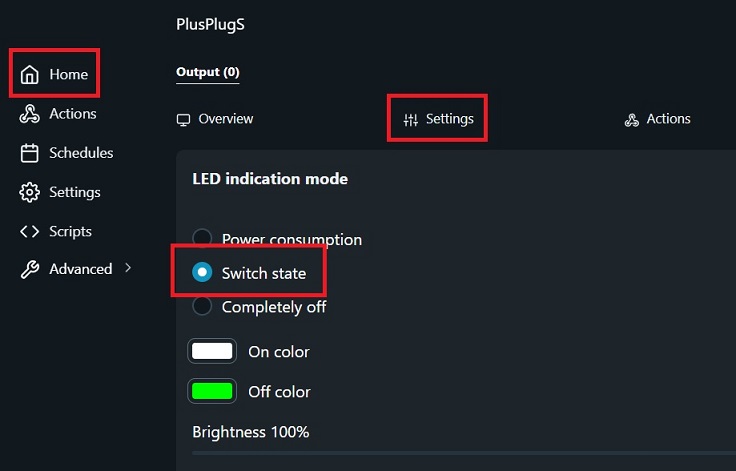 PlusPlugS
Home
Actions
Schedules
Settings
Scripts
Advanced
Output (0)
Overview
Settings
Actions
LED indication mode
Power consumption
Switch state
Completely off
On color
Off color
Brightness 100%